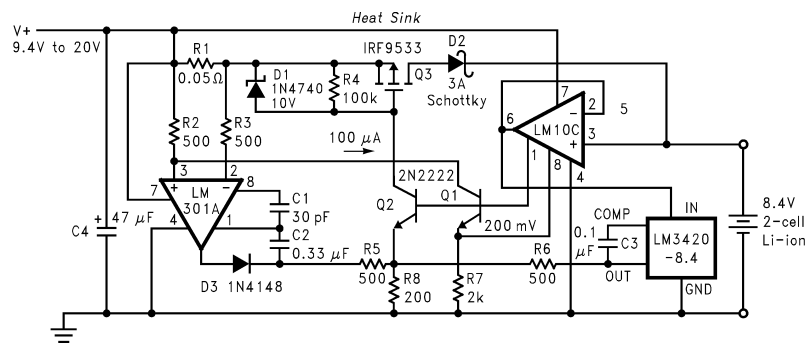 Heat Sink
V+
9.4V to 20V
R1
0.05Ω
D1
1N4740
10V
R4
100k
IRF9533
Q3
D2
3A
Schottky
R2
500
R3
500
100 μA
2N2222
Q2
Q1
200 mV
6
7
2
5
−
LM10C
+
3
1
8
4
3
2
+
−
7
LM
301A
8
4
1
C1
30 pF
C2
0.33 μF
C4
+
47 μF
D3 1N4148
R5
500
R8
200
R7
2k
R6
500
COMP
0.1
μF
C3
OUT
IN
LM3420
-8.4
GND
8.4V
2-cell
Li-ion